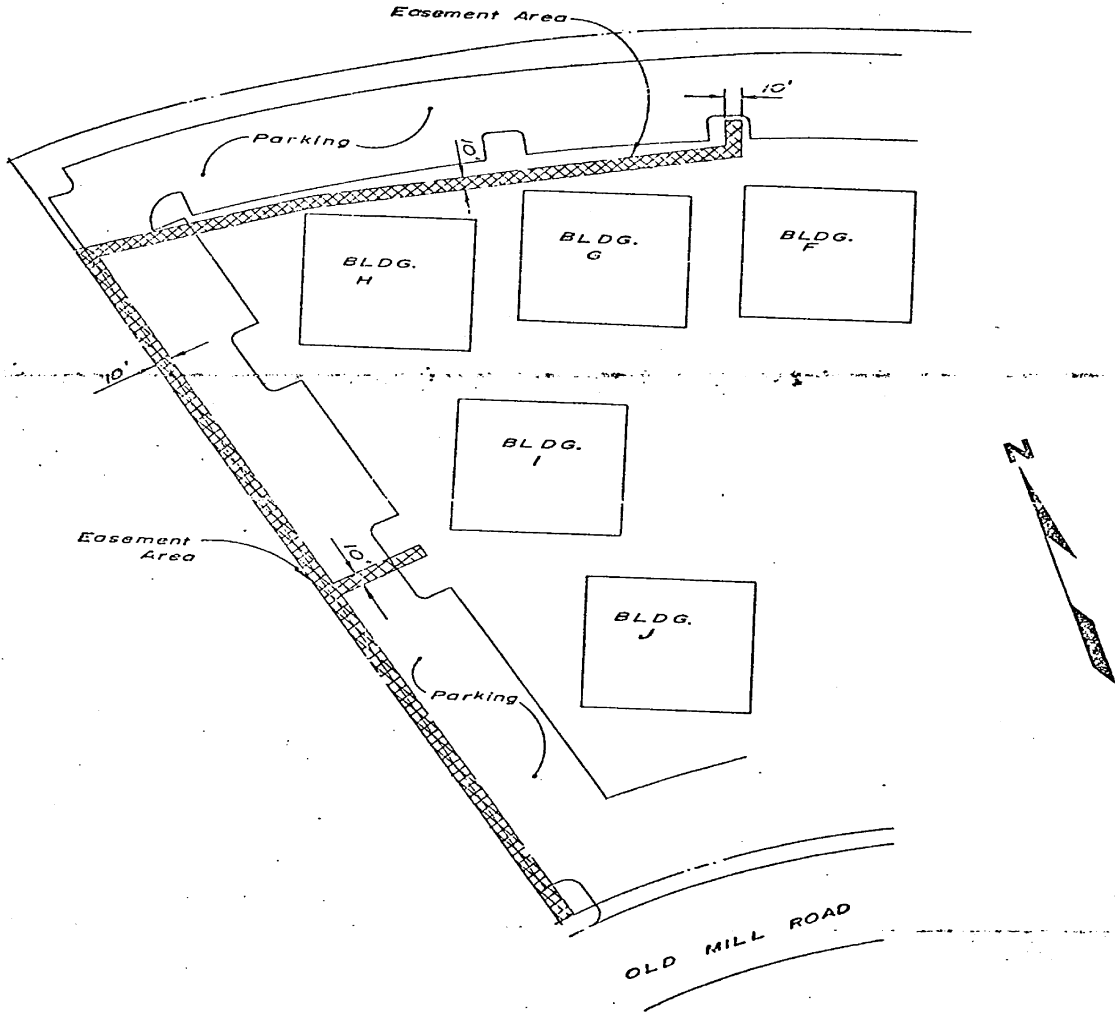 Easement Area
10'
Parking
10'
BLDG.
H
BLDG.
G
BLDG.
F
10'
BLDG.
I
N
Easement
Area
10'
BLDG.
J
Parking
OLD MILL ROAD